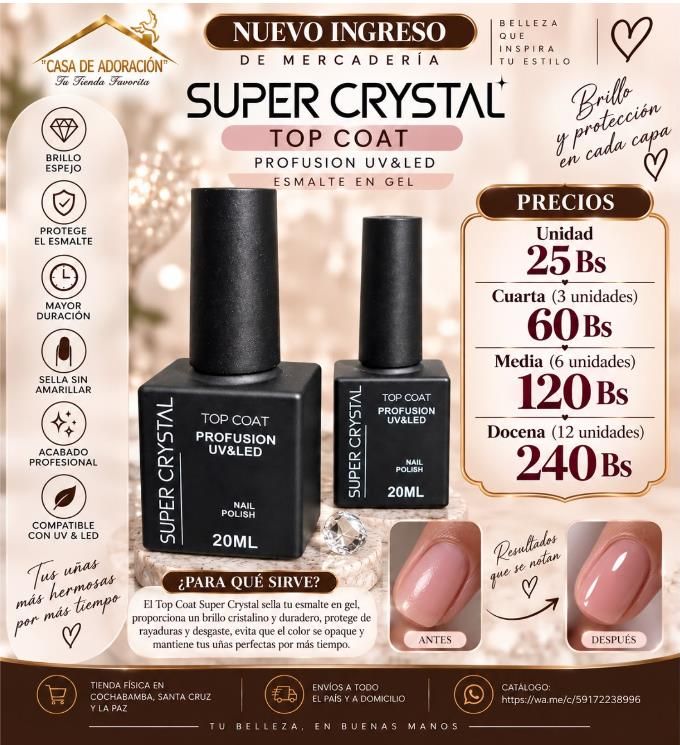 "CASA DE ADORACIÓN"
Tu Tienda Favorita
NUEVO INGRESO
DE MERCADERÍA
BELLEZA
QUE
INSPIRA
TU ESTILO
SUPER CRYSTAL
TOP COAT
PROFUSION UV&LED
ESMALTE EN GEL
Brillo
y protección
en cada capa
BRILLO
ESPEJO
PROTEGE
EL ESMALTE
MAYOR
DURACIÓN
SELLA SIN
AMARILLAR
ACABADO
PROFESIONAL
COMPATIBLE
CON UV & LED
Tus uñas
más hermosas
por más tiempo
SUPER CRYSTAL
TOP COAT
PROFUSION
UV&LED
NAIL
POLISH
20ML
SUPER CRYSTAL
TOP COAT
PROFUSION
UV&LED
NAIL
POLISH
20ML
PRECIOS
Unidad
25 Bs
Cuarta (3 unidades)
60 Bs
Media (6 unidades)
120 Bs
Docena (12 unidades)
240 Bs
¿PARA QUÉ SIRVE?
El Top Coat Super Crystal sella tu esmalte en gel,
proporciona un brillo cristalino y duradero, protege de
rayaduras y desgaste, evita que el color se opaque y
mantiene tus uñas perfectas por más tiempo.
ANTES
Resultados
que se notan
DESPUÉS
TIENDA FÍSICA EN
COCHABAMBA, SANTA CRUZ
Y LA PAZ
ENVÍOS A TODO
EL PAÍS Y A DOMICILIO
CATÁLOGO:
https://wa.me/c/59172238996
TU BELLEZA, EN BUENAS MANOS